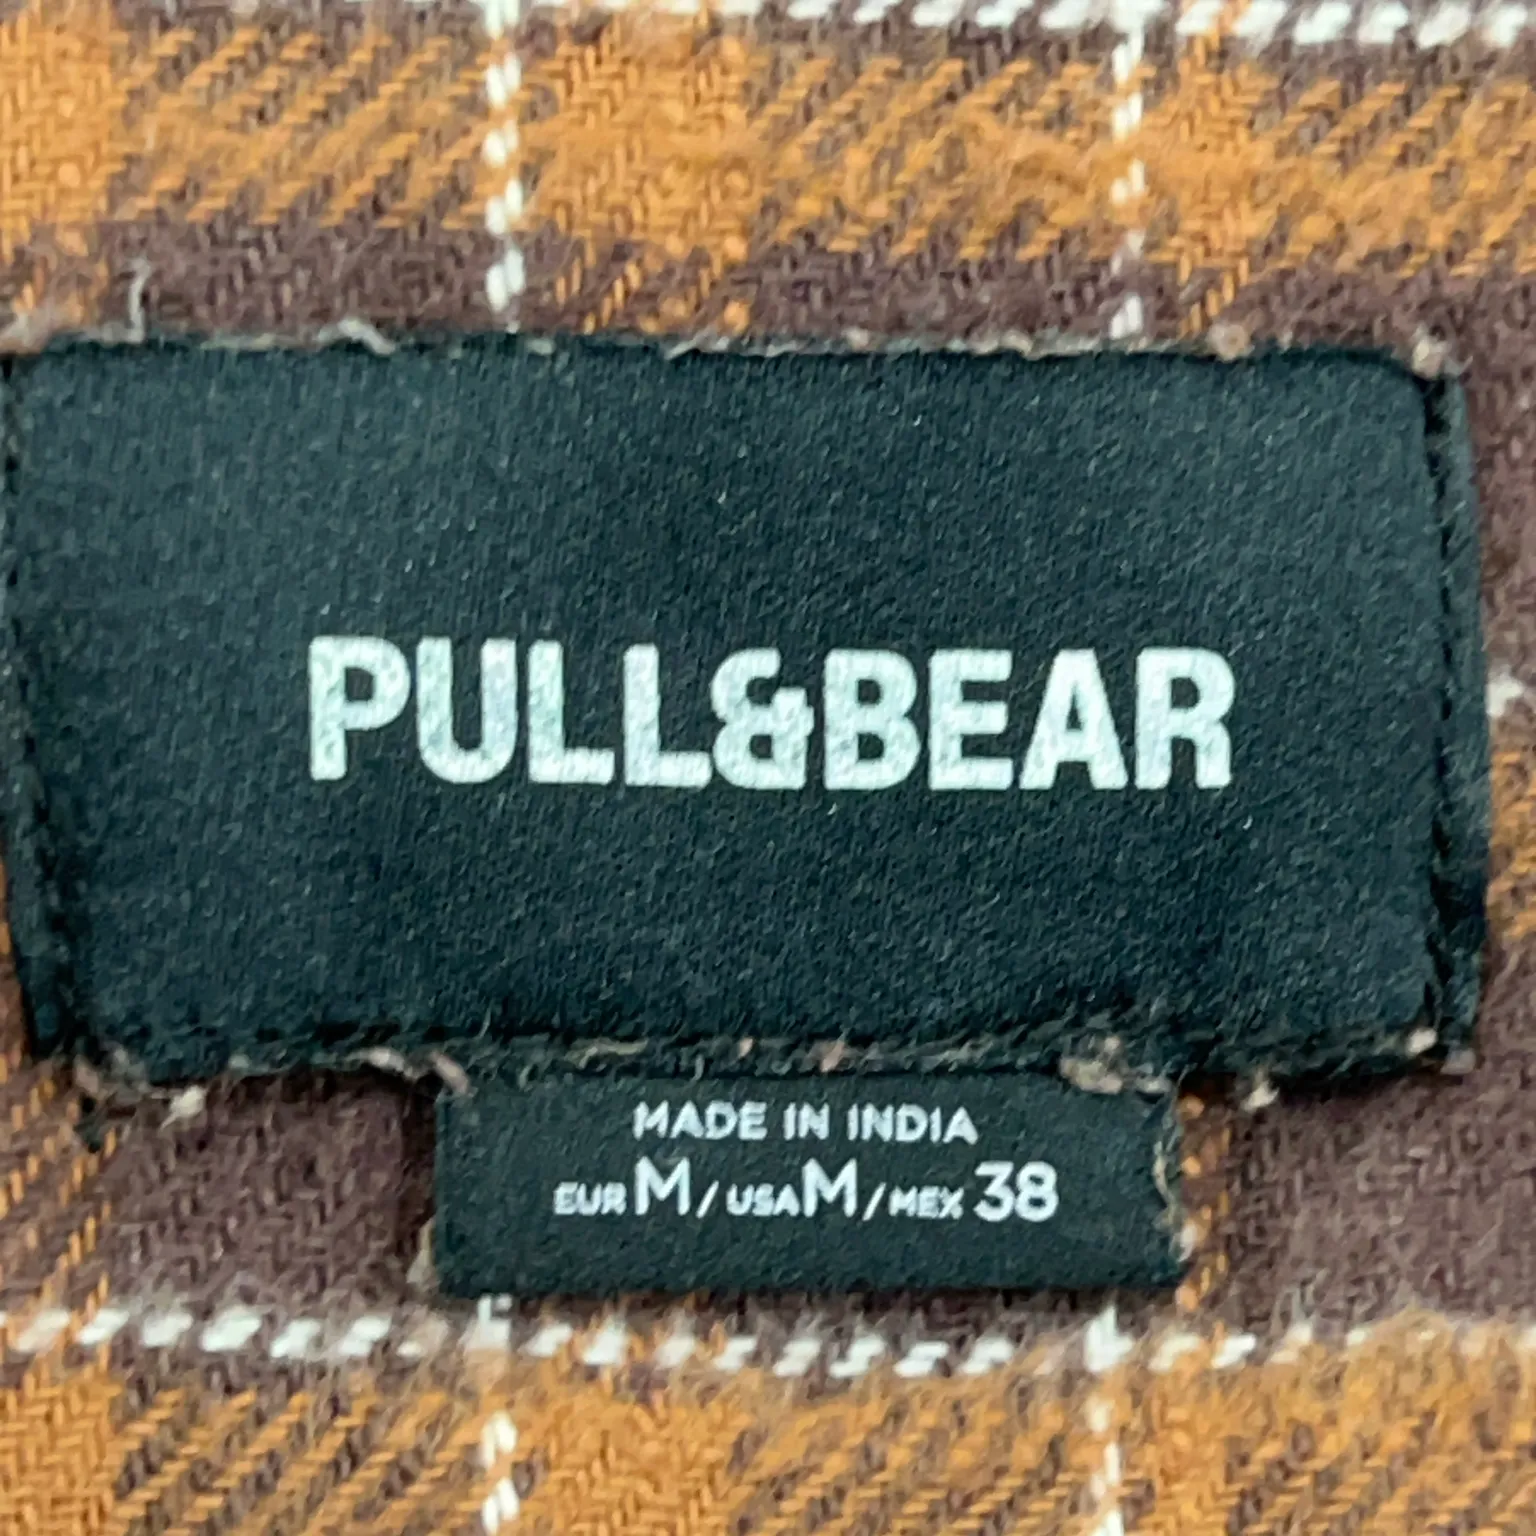 PULL&BEAR
MADE IN INDIA
EUR M / USA M / MEX 38